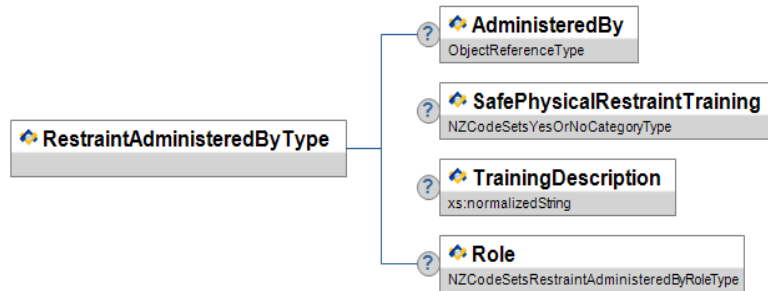 ?
AdministeredBy
ObjectReferenceType
?
SafePhysicalRestraintTraining
NZCodeSetsYesOrNoCategoryType
RestraintAdministeredByType
?
TrainingDescription
xs:normalizedString
?
Role
NZCodeSetsRestraintAdministeredByRoleType